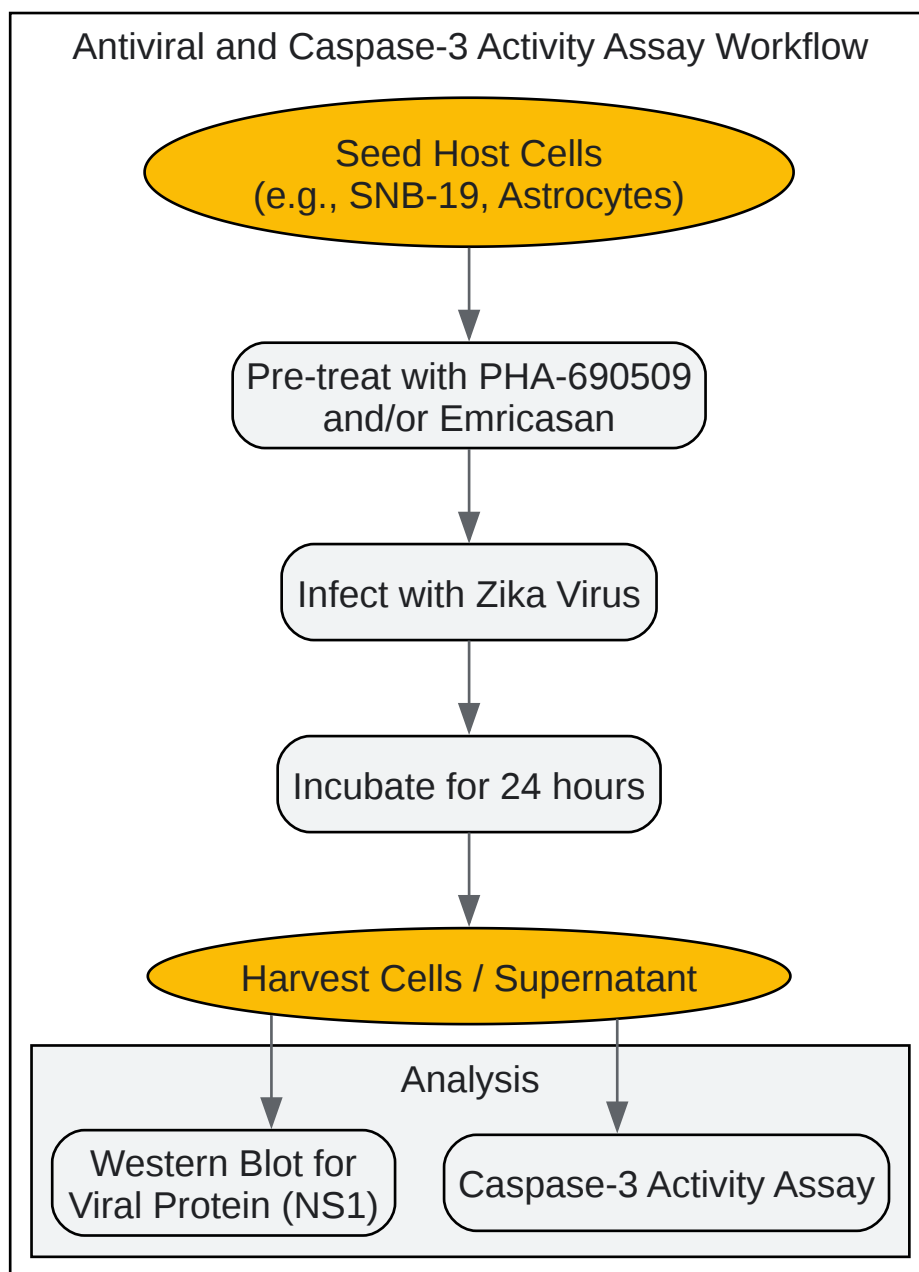 Antiviral and Caspase-3 Activity Assay Workflow
Seed Host Cells
(e.g., SNB-19, Astrocytes)
Pre-treat with PHA-690509
and/or Emricasan
Infect with Zika Virus
Incubate for 24 hours
Harvest Cells / Supernatant
Analysis
Western Blot for
Viral Protein (NS1)
Caspase-3 Activity Assay